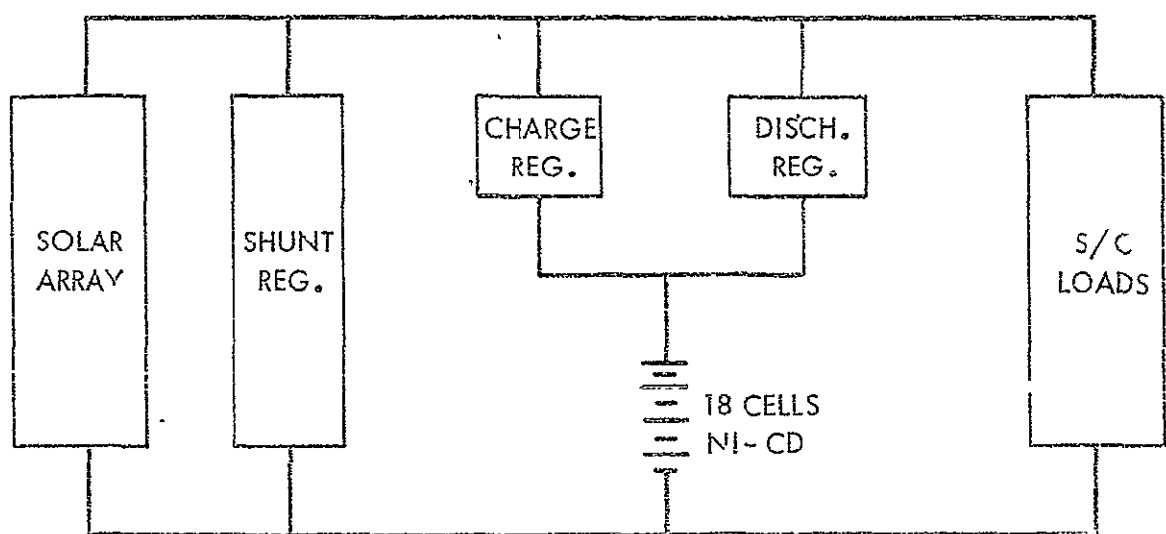 SOLAR
ARRAY
SHUNT
REG.
CHARGE
REG.
DISCH.
REG.
18 CELLS
NI-CD
S/C
LOADS